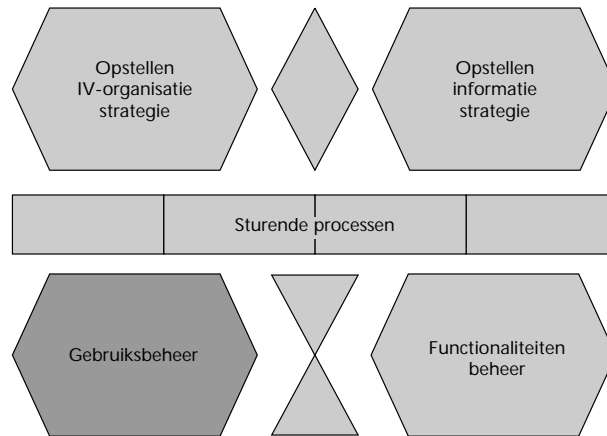 Opstellen
IV-organisatie
strategie
Opstellen
informatie
strategie
Sturende processen
Gebruiksbeheer
Functionaliteiten
beheer